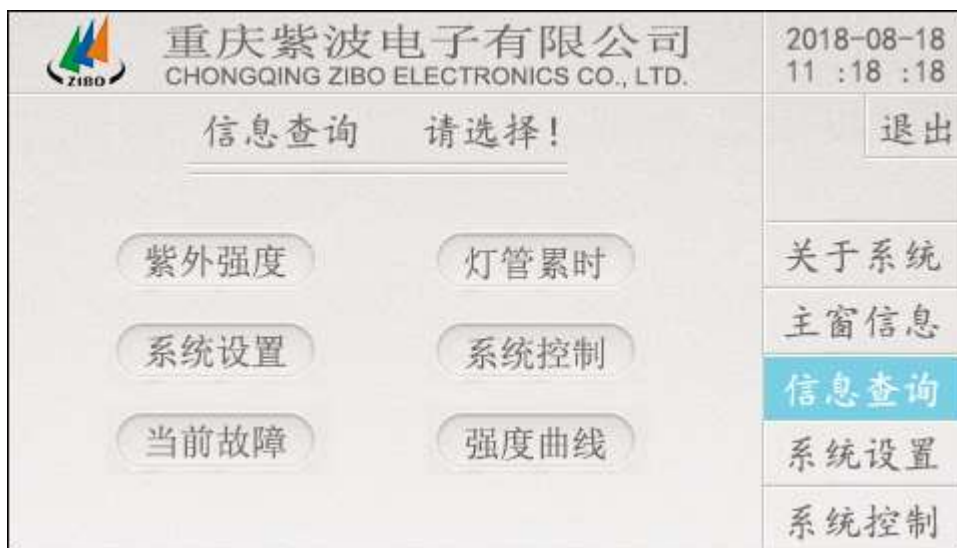 ZIBO
重庆紫波电子有限公司
CHONGQING ZIBO ELECTRONICS CO., LTD.
2018-08-18
11 :18 :18
信息查询 请选择!
退出
紫外强度 灯管累时
系统设置 系统控制
当前故障 强度曲线
关于系统
主窗信息
信息查询
系统设置
系统控制